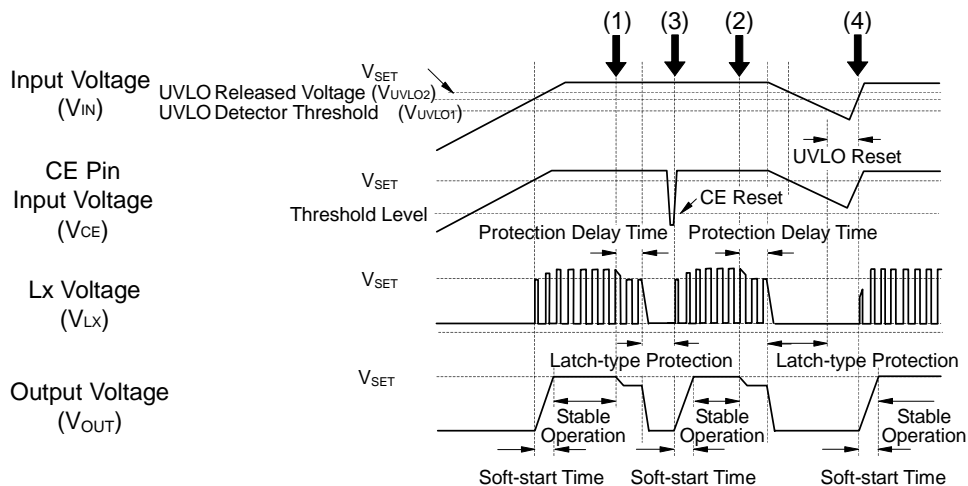 (1) (3) (2) (4)
Input Voltage
(VIN)
VSET
UVLO Released Voltage (VUVLO2)
UVLO Detector Threshold (VUVLO1)
UVLO Reset
CE Pin
Input Voltage
(VCE)
VSET
Threshold Level
CE Reset
Protection Delay Time Protection Delay Time
Lx Voltage
(VLX)
VSET
Latch-type Protection Latch-type Protection
Output Voltage
(VOUT)
VSET
Stable Operation
Stable Operation
Stable Operation
Soft-start Time Soft-start Time Soft-start Time